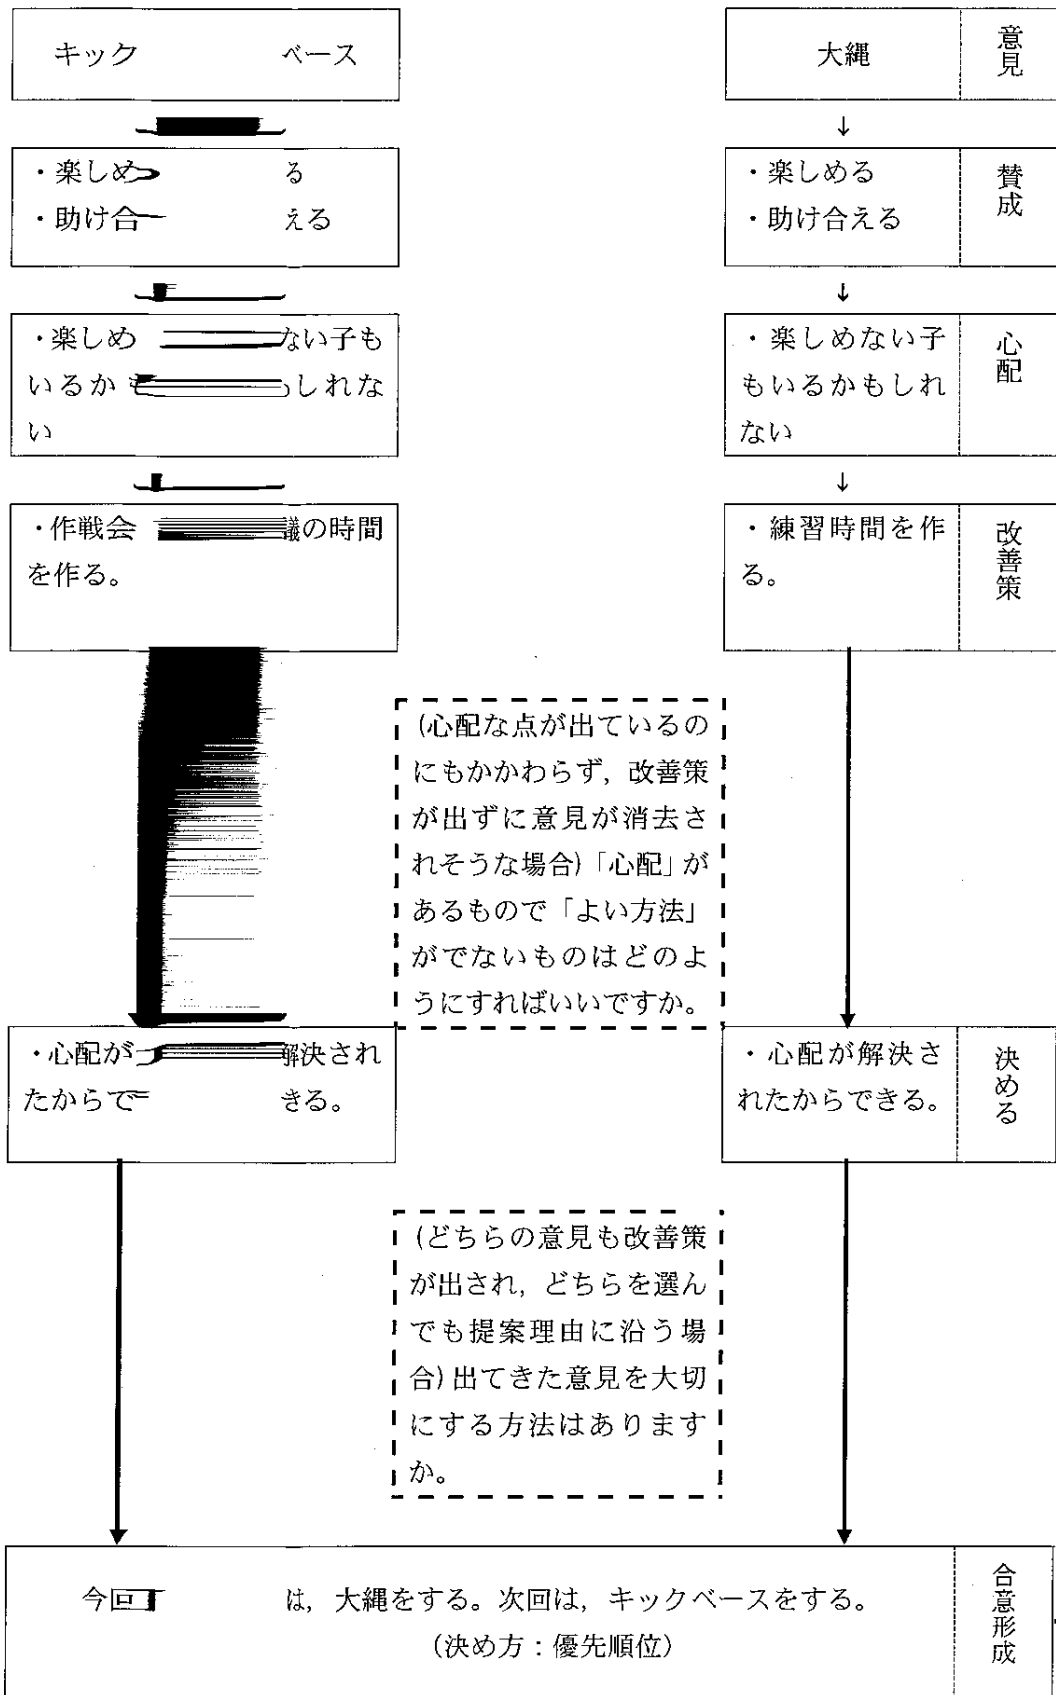 キック ベース
大縄
意見
↓
・楽しめ る
・助け合 える
・楽しめる
・助け合える
賛成
↓
・楽しめ ない子も
いるか もしれな
い
・楽しめない子
もいるかもしれ
ない
心配
↓
・作戦会 議の時間
を作る。
・練習時間を作
る。
改善策
(心配な点が出ているの
にもかかわらず，改善策
が出ずに意見が消去さ
れそうな場合)「心配」が
あるもので「よい方法」
がでないものはどのよ
うにすればいいですか。
・心配が 解決され
たからで きる。
・心配が解決さ
れたからできる。
決める
(どちらの意見も改善策
が出され，どちらを選ん
でも提案理由に沿う場
合)出てきた意見を大切
にする方法はあります
か。
今回 は，大縄をする。次回は，キックベースをする。
(決め方：優先順位)
合意形成